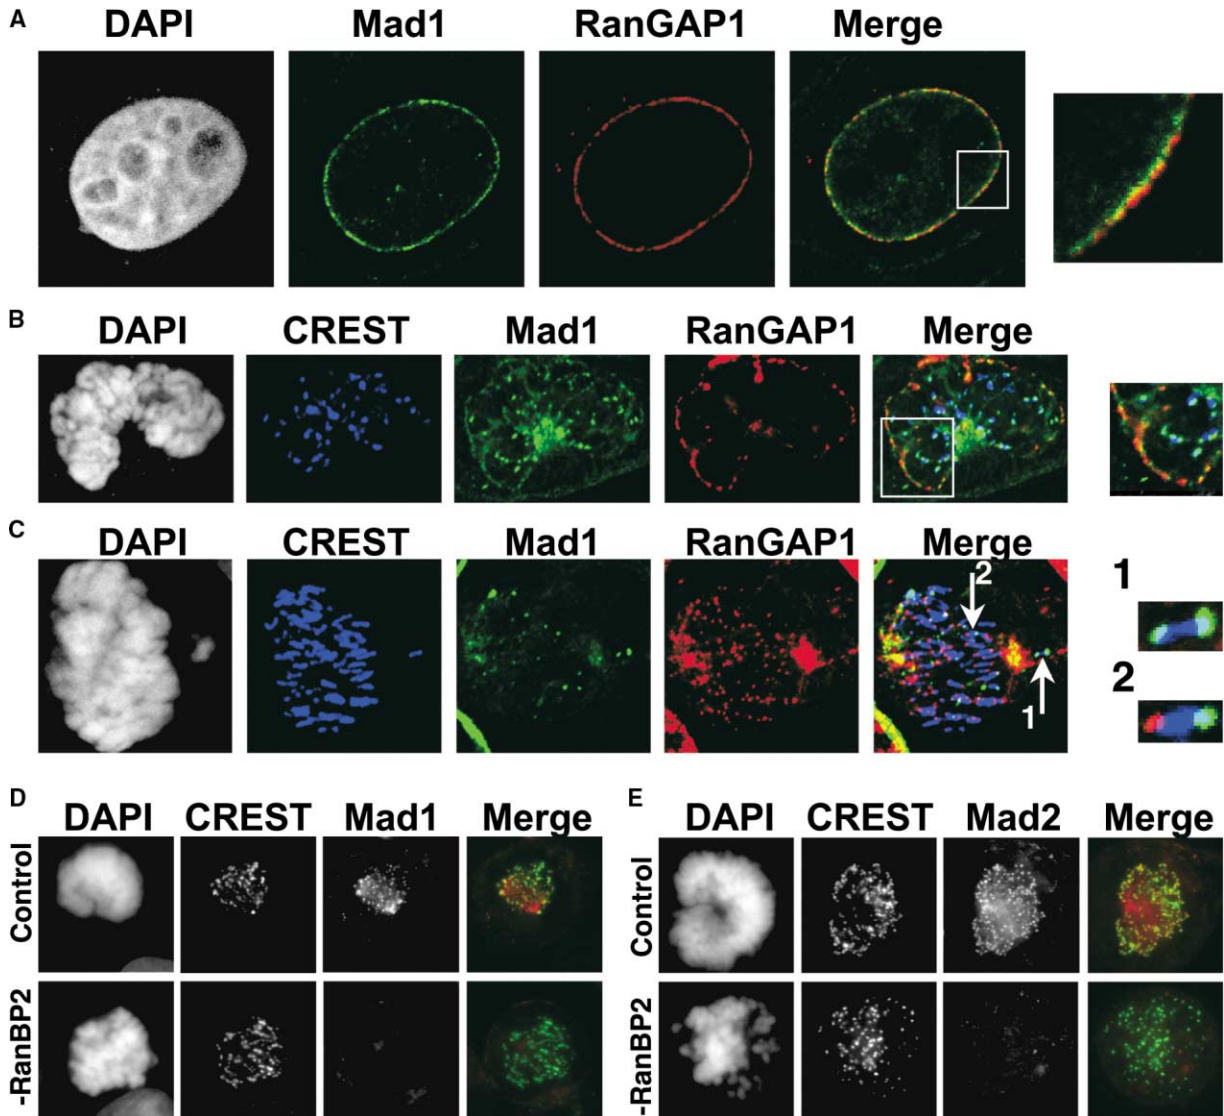 A
DAPI Mad1 RanGAP1 Merge
B
DAPI CREST Mad1 RanGAP1 Merge
C
DAPI CREST Mad1 RanGAP1 Merge
2
1
1
2
D
DAPI CREST Mad1 Merge
Control
-RanBP2
E
DAPI CREST Mad2 Merge
Control
-RanBP2